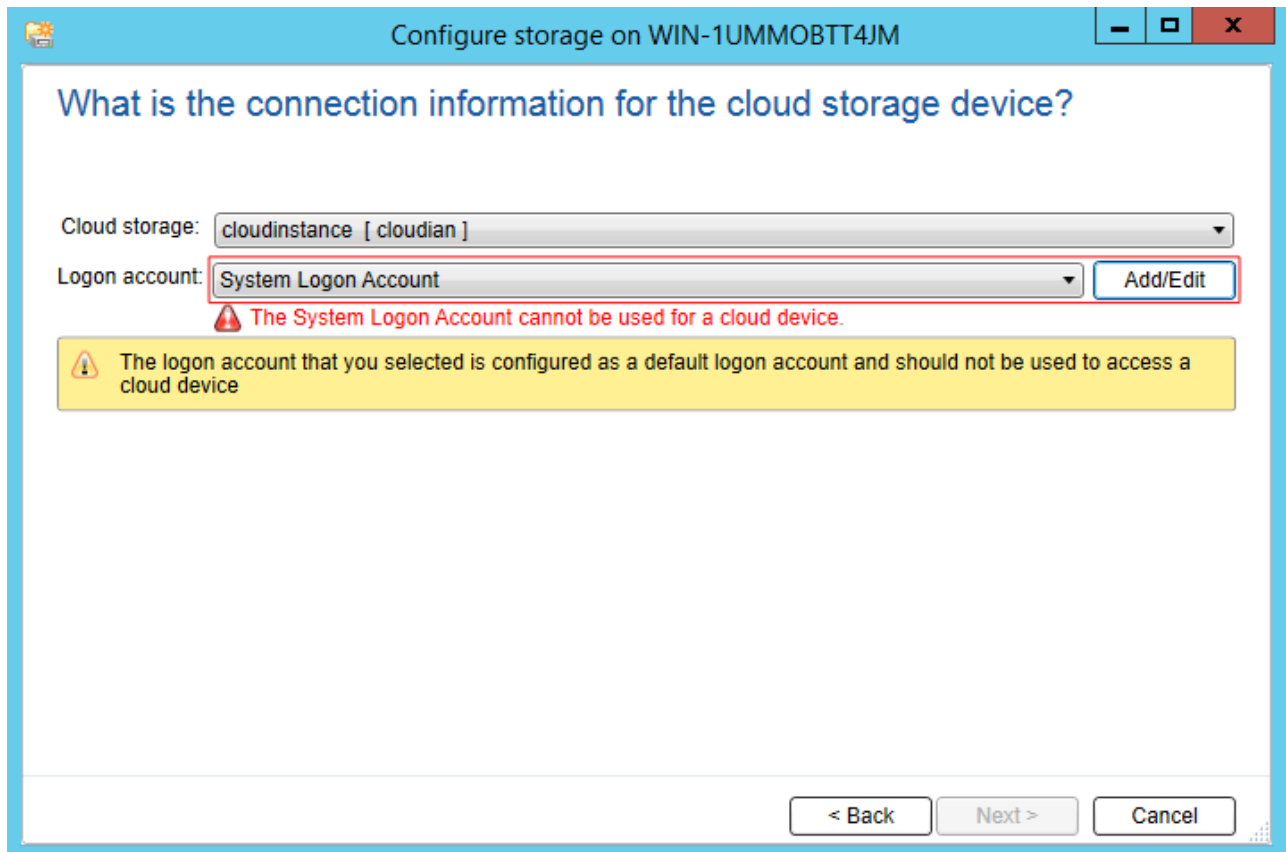 Configure storage on WIN-1UMMOBTT4JM
What is the connection information for the cloud storage device?
Cloud storage: cloudinstance [ cloudian ]
Logon account: System Logon Account Add/Edit
The System Logon Account cannot be used for a cloud device.
The logon account that you selected is configured as a default logon account and should not be used to access a
cloud device
< Back Next > Cancel